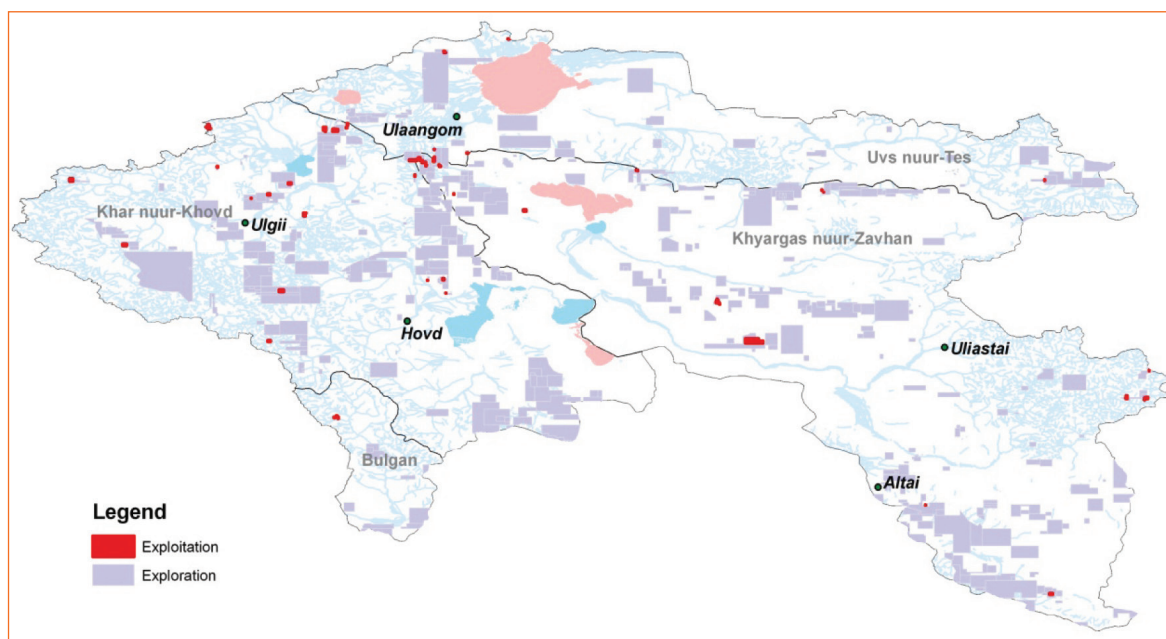 Ulaangom
Uvs nuur-Tes
Khar nuur-Khovd
Ulgii
Khyargas nuur-Zavhan
Hovd
Uliastai
Bulgan
Altai
Legend
Exploitation
Exploration